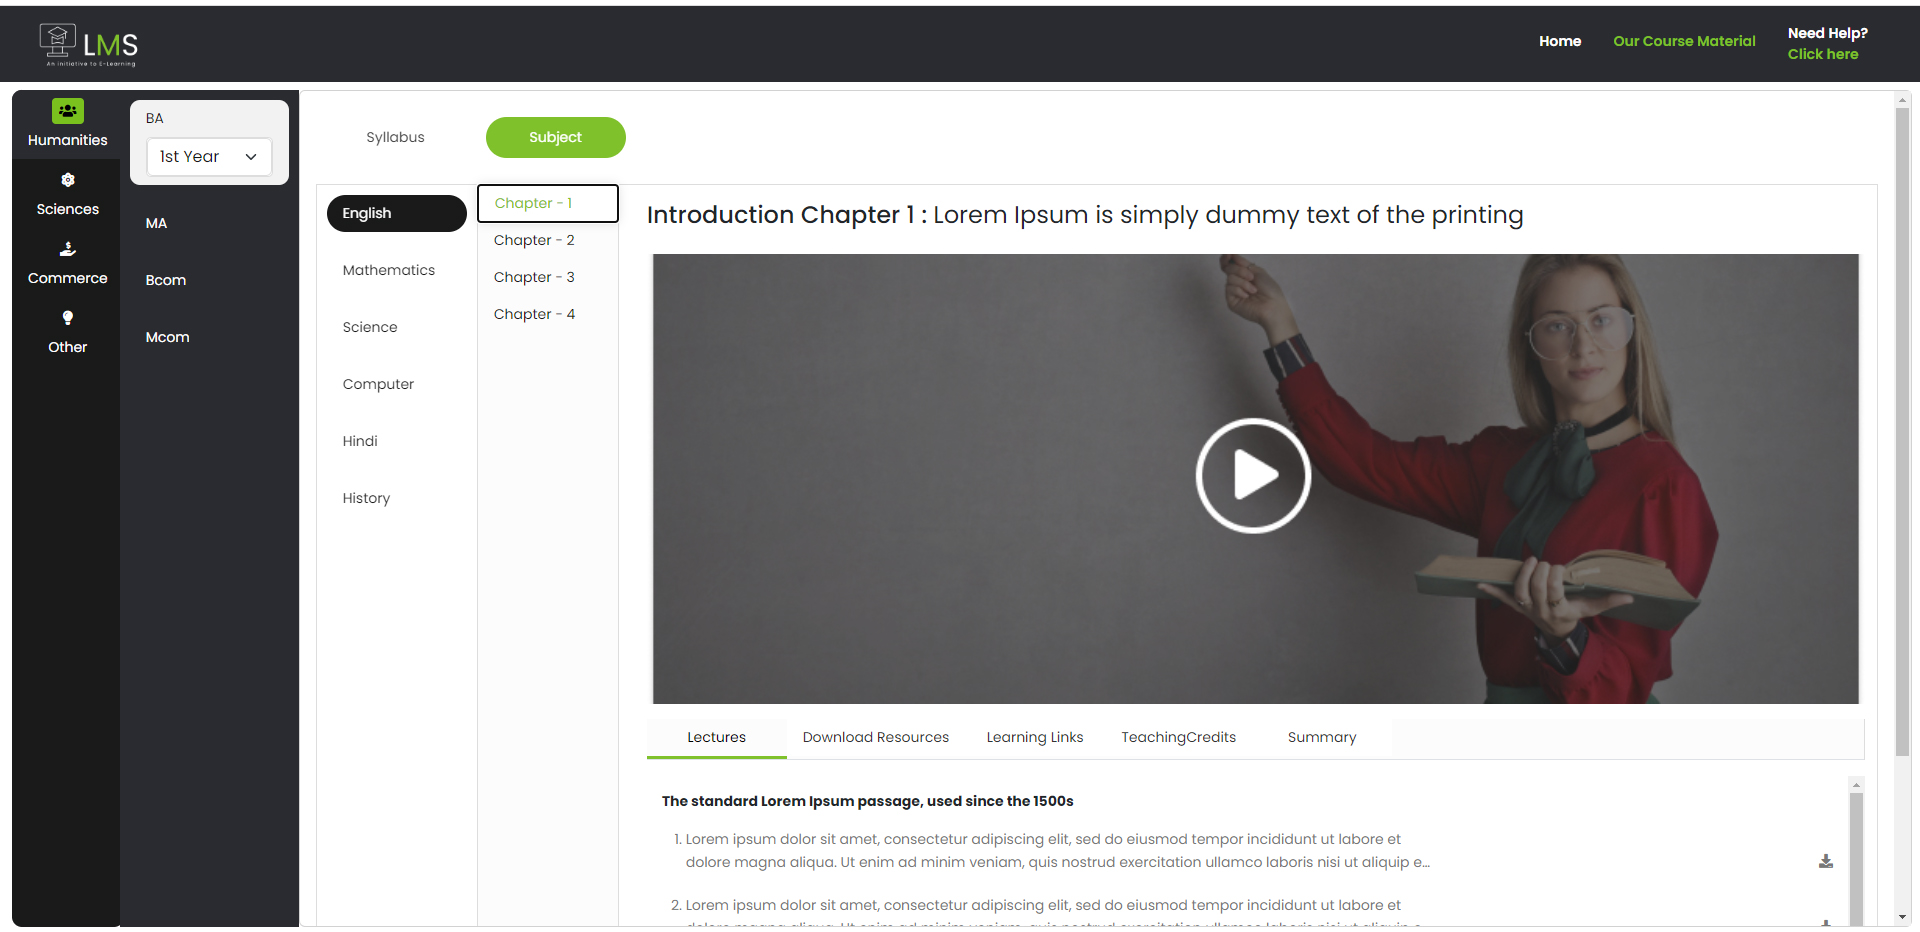 LMS
An Initiative to E-Learning
Home
Our Course Material
Need Help?
Click here
Humanities
Sciences
Commerce
Other
BA
1st Year
MA
Bcom
Mcom
Syllabus
Subject
English
Mathematics
Science
Computer
Hindi
History
Chapter - 1
Chapter - 2
Chapter - 3
Chapter - 4
Introduction Chapter 1 : Lorem Ipsum is simply dummy text of the printing
Lectures
Download Resources
Learning Links
TeachingCredits
Summary
The standard Lorem Ipsum passage, used since the 1500s
1. Lorem ipsum dolor sit amet, consectetur adipiscing elit, sed do eiusmod tempor incididunt ut labore et
dolore magna aliqua. Ut enim ad minim veniam, quis nostrud exercitation ullamco laboris nisi ut aliquip e...
2. Lorem ipsum dolor sit amet, consectetur adipiscing elit, sed do eiusmod tempor incididunt ut labore et